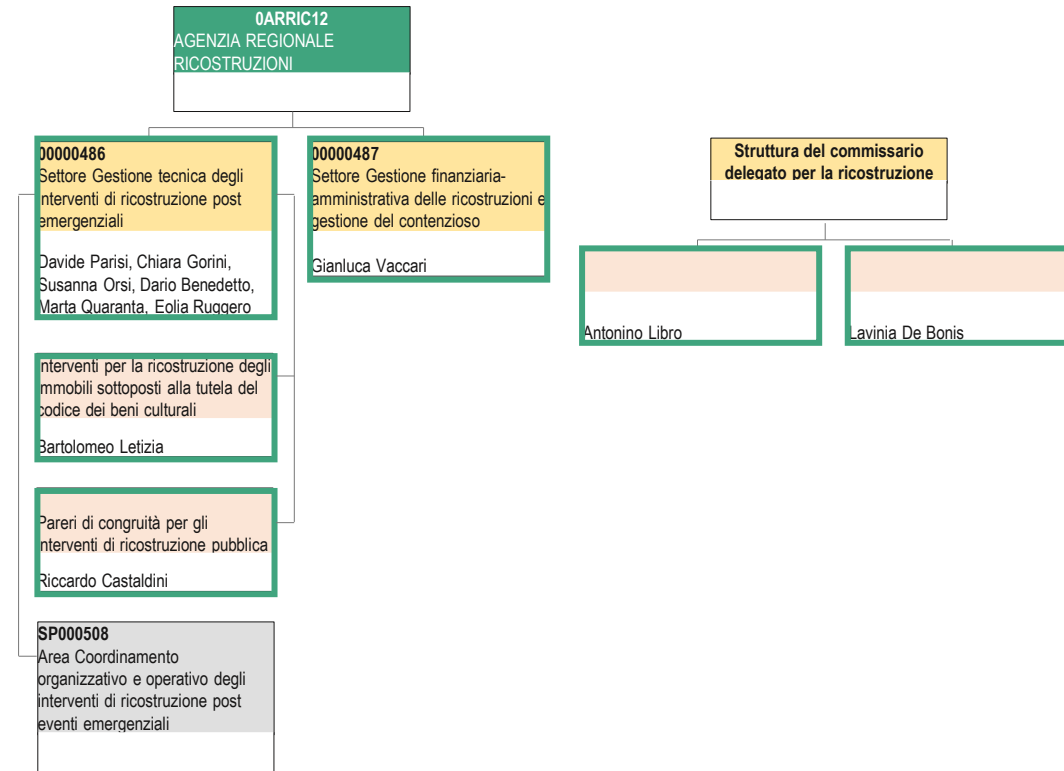 0ARRIC12
AGENZIA REGIONALE
RICOSTRUZIONI
00000486
Settore Gestione tecnica degli
interventi di ricostruzione post
emergenziali
Davide Parisi, Chiara Gorini,
Susanna Orsi, Dario Benedetto,
Marta Quaranta, Eolia Ruggero
00000487
Settore Gestione finanziaria-
amministrativa delle ricostruzioni e
gestione del contenzioso
Gianluca Vaccari
Struttura del commissario
delegato per la ricostruzione
Antonino Libro
Lavinia De Bonis
Interventi per la ricostruzione degli
immobili sottoposti alla tutela del
codice dei beni culturali
Bartolomeo Letizia
Pareri di congruità per gli
interventi di ricostruzione pubblica
Riccardo Castaldini
SP000508
Area Coordinamento
organizzativo e operativo degli
interventi di ricostruzione post
eventi emergenziali